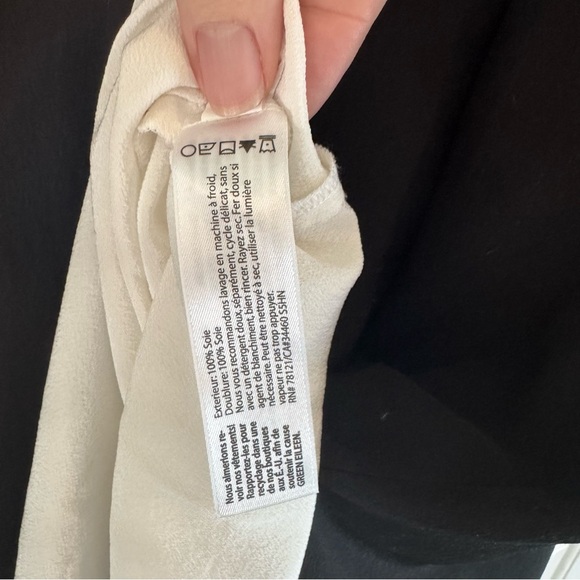 Exterieur: 100% Soie
Doublure: 100% Soie
Nous vous recommandons lavage en machine à froid,
avec un détergent doux, séparément, cycle délicat, sans
agent de blanchiment, bien rincer. Rayez sec. Fer doux si
nécessaire. Peut être nettoyé à sec, utiliser la lumière
vapeur ne pas trop appuyer.
RN# 78121/CA#34460 S5HN
Nous aimerions re-
voir nos vêtements!
Rapportez-les pour
recyclage dans une
de nos boutiques
aux É.-U. afin de
soutenir la cause
GREEN EILEEN.